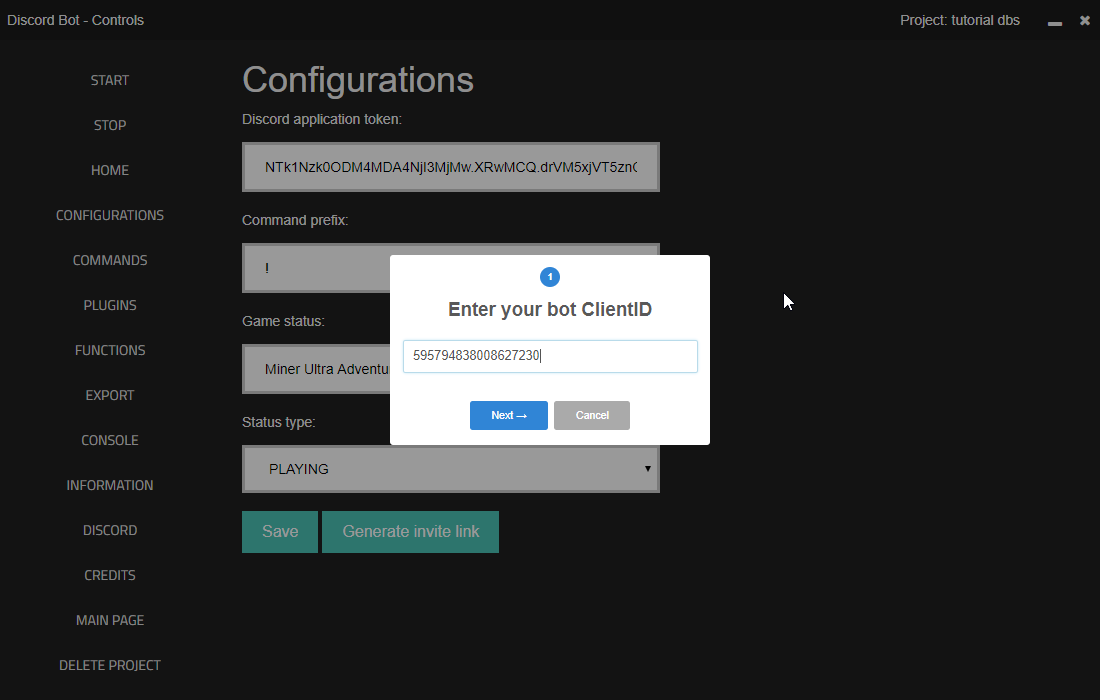 Discord Bot - Controls
Project: tutorial dbs
START
STOP
HOME
CONFIGURATIONS
COMMANDS
PLUGINS
FUNCTIONS
EXPORT
CONSOLE
INFORMATION
DISCORD
CREDITS
MAIN PAGE
DELETE PROJECT
Configurations
Discord application token:
NTk1Nzk0ODM4MDA4NjI3MjMw.XRwMCQ.drVM5xjVT5zn
Command prefix:
!
Game status:
Miner Ultra Adventu
Status type:
PLAYING
Save
Generate invite link
1
Enter your bot ClientID
595794838008627230
Next →
Cancel